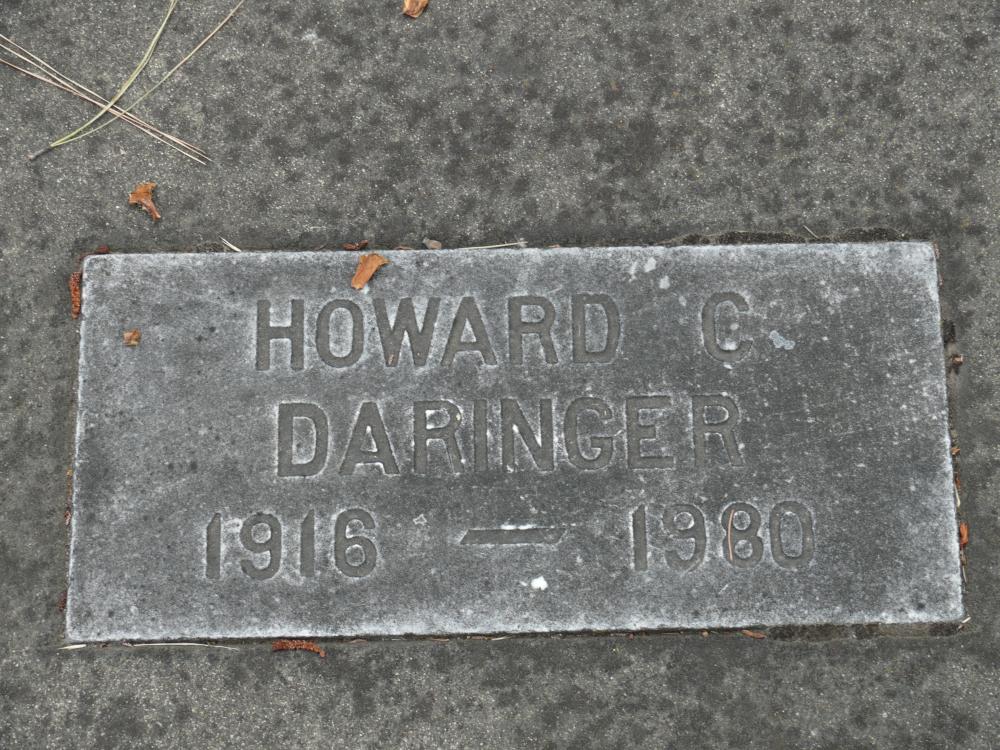 HOWARD C
DARINGER
1916 — 1980